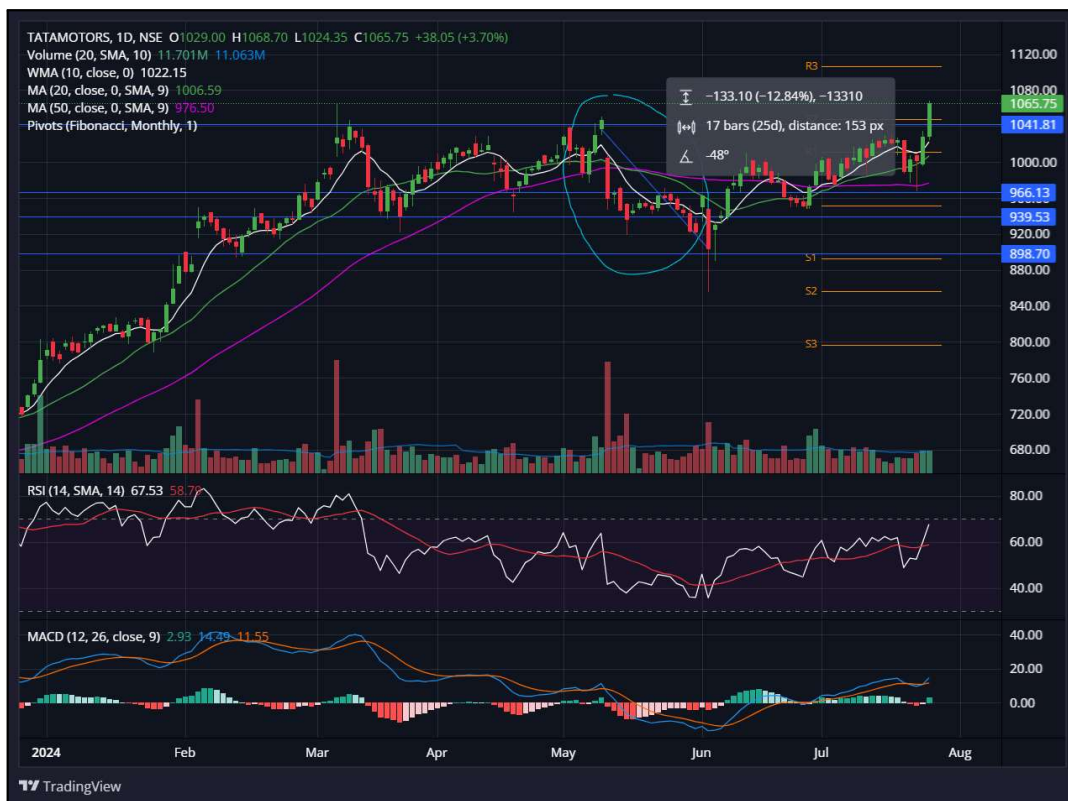 TATAMOTORS, 1D, NSE O1029.00 H1068.70 L1024.35 C1065.75 +38.05 (+3.70%)
Volume (20, SMA, 10) 11.701M 11.063M
WMA (10, close, 0) 1022.15
MA (20, close, 0, SMA, 9) 1006.59
MA (50, close, 0, SMA, 9) 976.50
Pivots (Fibonacci, Monthly, 1)
−133.10 (−12.84%), −13310
17 bars (25d), distance: 153 px
-48°
R3
S1
S2
S3
1120.00
1080.00
1065.75
1041.81
1000.00
966.13
939.53
920.00
898.70
880.00
840.00
800.00
760.00
720.00
680.00
RSI (14, SMA, 14) 67.53 58.79
80.00
60.00
40.00
MACD (12, 26, close, 9) 2.93 14.49 11.55
40.00
20.00
0.00
2024 Feb Mar Apr May Jun Jul Aug
TradingView